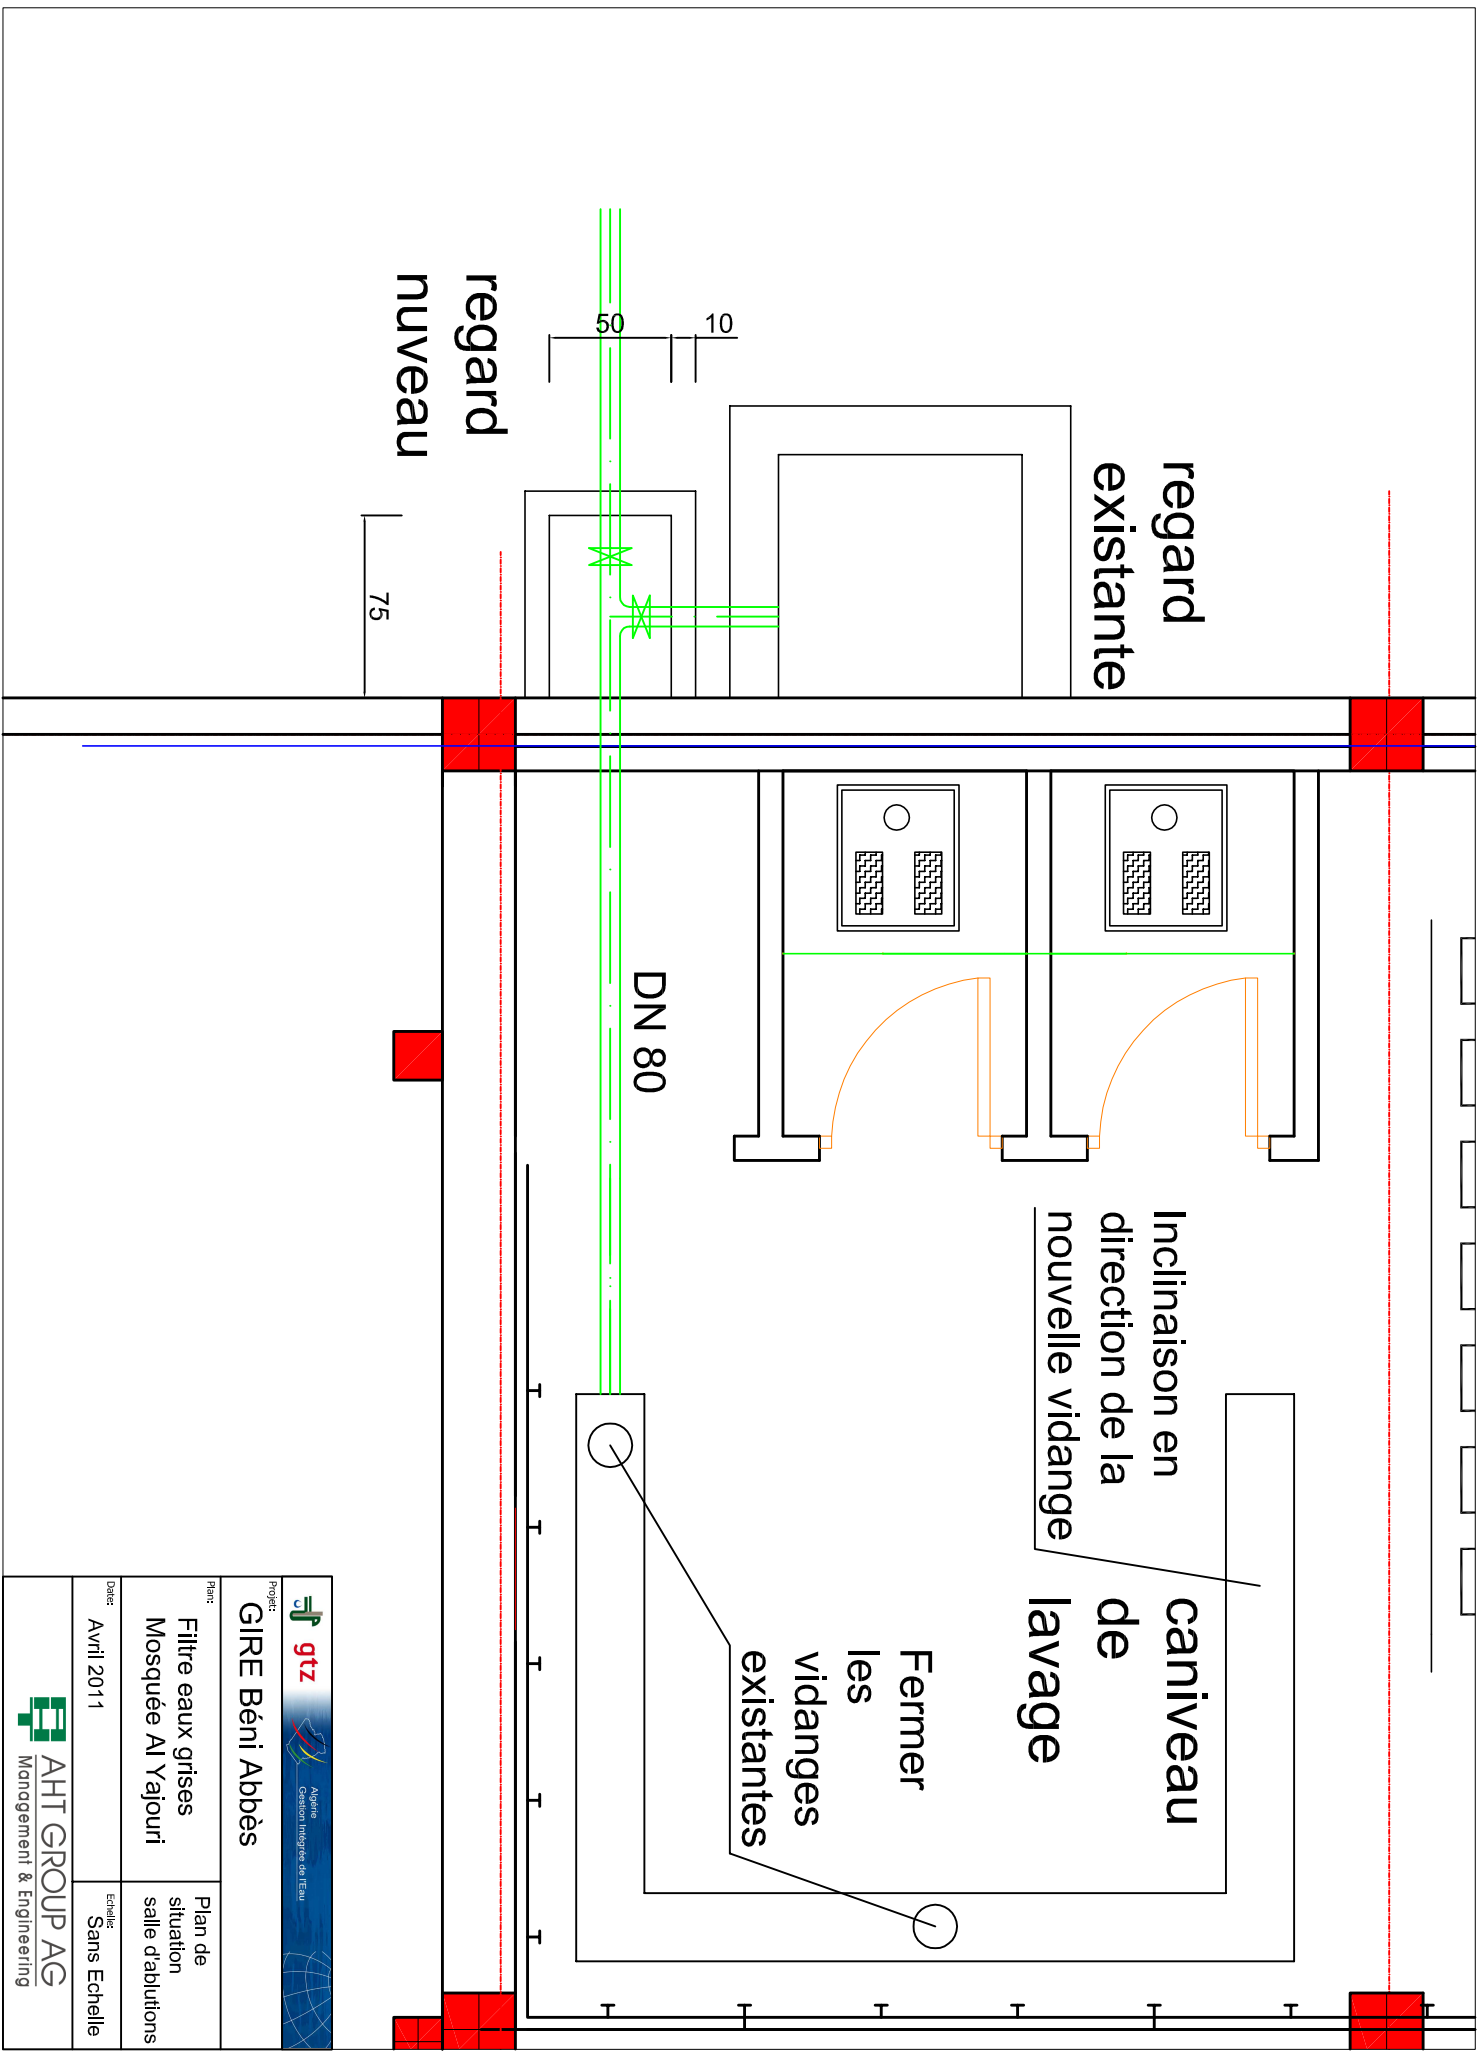 regard
existante
regard
nuveau
50
10
75
DN 80
Inclinaison en
direction de la
nouvelle vidange
caniveau
de
lavage
Fermer
les
vidanges
existantes
gtz
Algérie
Gestion Intégrée de l'Eau
Projet:
GIRE Béni Abbès
Plan:
Filtre eaux grises
Mosquée Al Yajouri
Plan de
situation
salle d'ablutions
Date:
Avril 2011
Echelle:
Sans Echelle
AHT GROUP AG
Management & Engineering